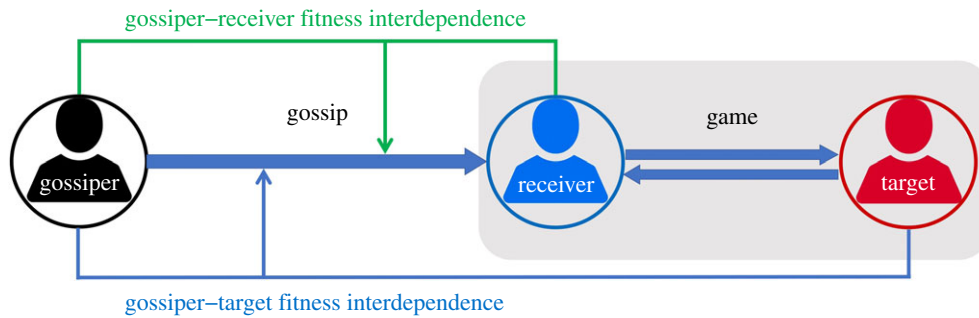 gossiper−receiver fitness interdependence
gossip
game
gossiper
receiver
target
gossiper−target fitness interdependence